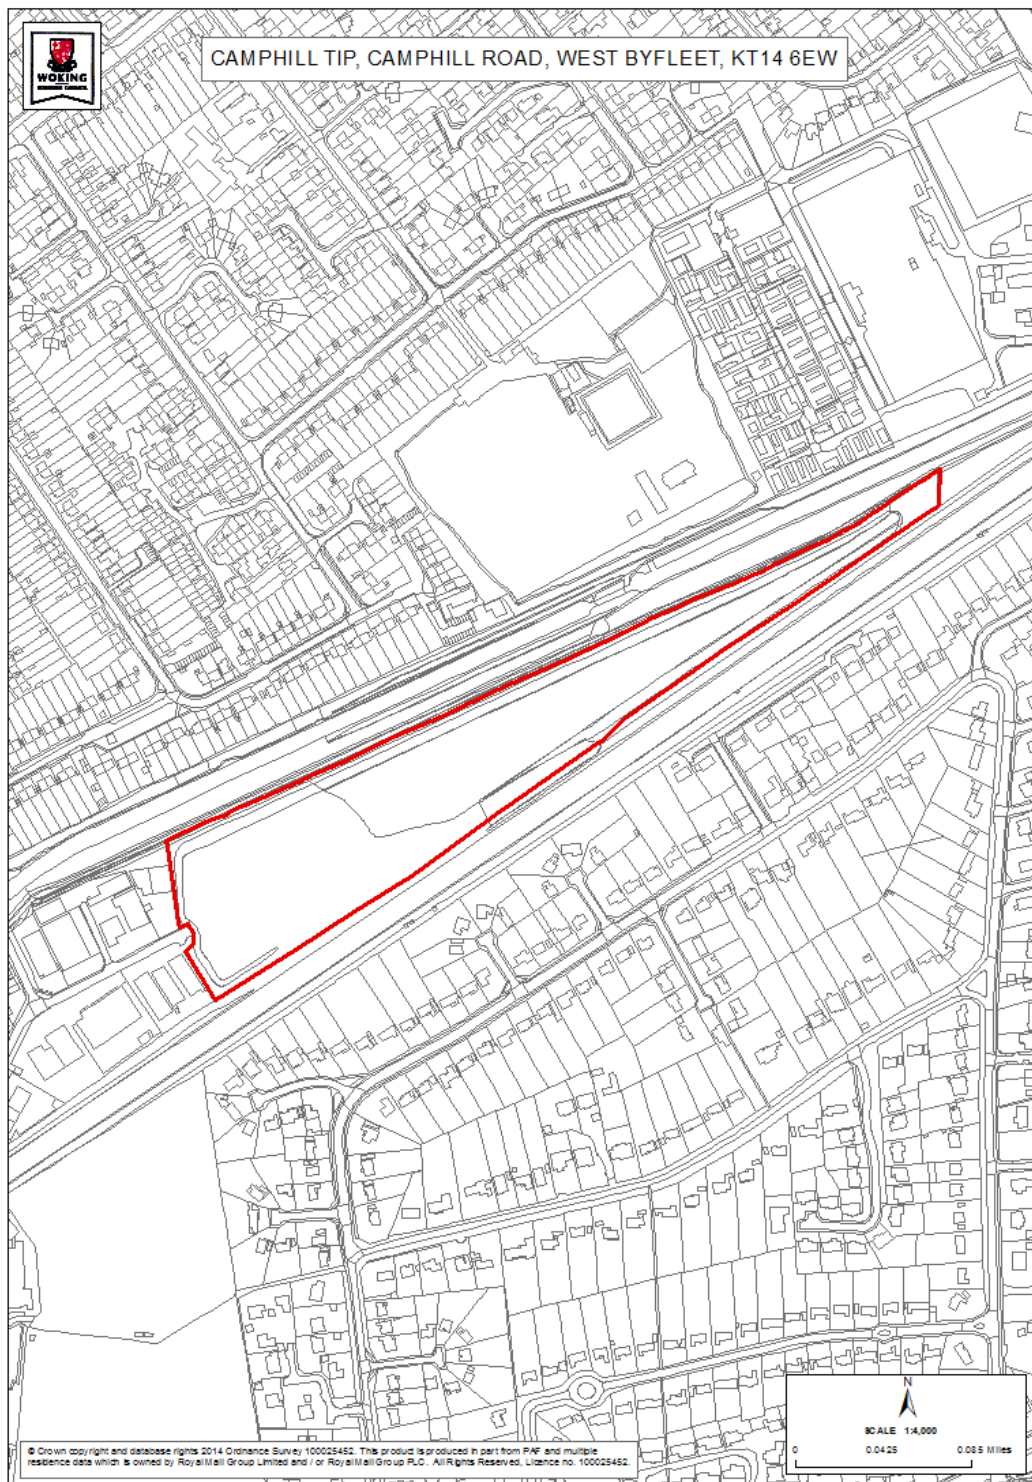 WOKING
CAMPHILL TIP, CAMPHILL ROAD, WEST BYFLEET, KT14 6EW
N
SCALE 1:4,000
0 0.0425 0.085 Miles
© Crown copyright and database rights 2014 Ordnance Survey 100025452. This product is produced in part from PAF and multiple
residence data which is owned by Royal Mail Group Limited and / or Royal Mail Group PLC. All Rights Reserved, Licence no. 100025452.